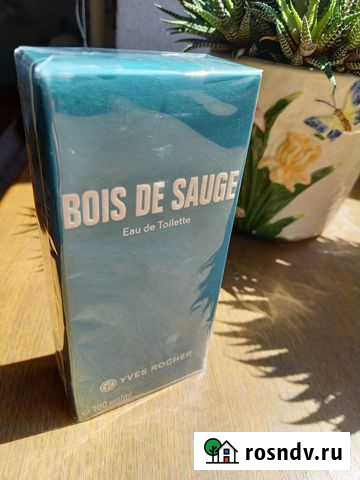 BOIS DE SAUGE
Eau de Toilette
YVES ROCHER
rosndv.ru